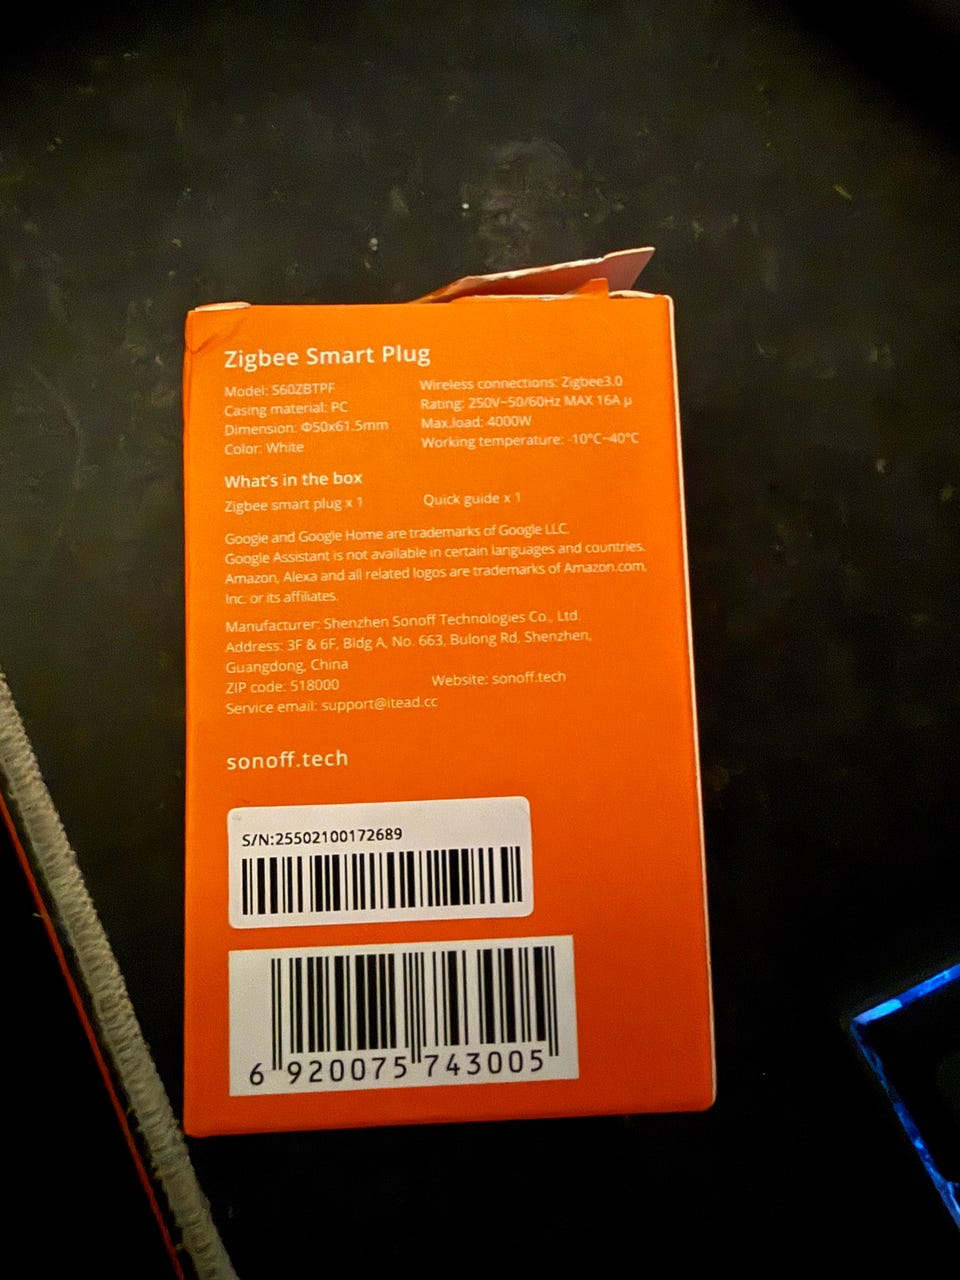 Zigbee Smart Plug
Model: S60ZBTPF
Casing material: PC
Dimension: Φ50x61.5mm
Color: White
Wireless connections: Zigbee3.0
Rating: 250V~50/60Hz MAX 16A μ
Max.load: 4000W
Working temperature: -10°C~40°C
What's in the box
Zigbee smart plug x 1 Quick guide x 1
Google and Google Home are trademarks of Google LLC.
Google Assistant is not available in certain languages and countries.
Amazon, Alexa and all related logos are trademarks of Amazon.com,
Inc. or its affiliates.
Manufacturer: Shenzhen Sonoff Technologies Co., Ltd.
Address: 3F & 6F, Bldg A, No. 663, Bulong Rd, Shenzhen,
Guangdong, China
ZIP code: 518000 Website: sonoff.tech
Service email: support@itead.cc
sonoff.tech
S/N:25502100172689
6 920075 743005